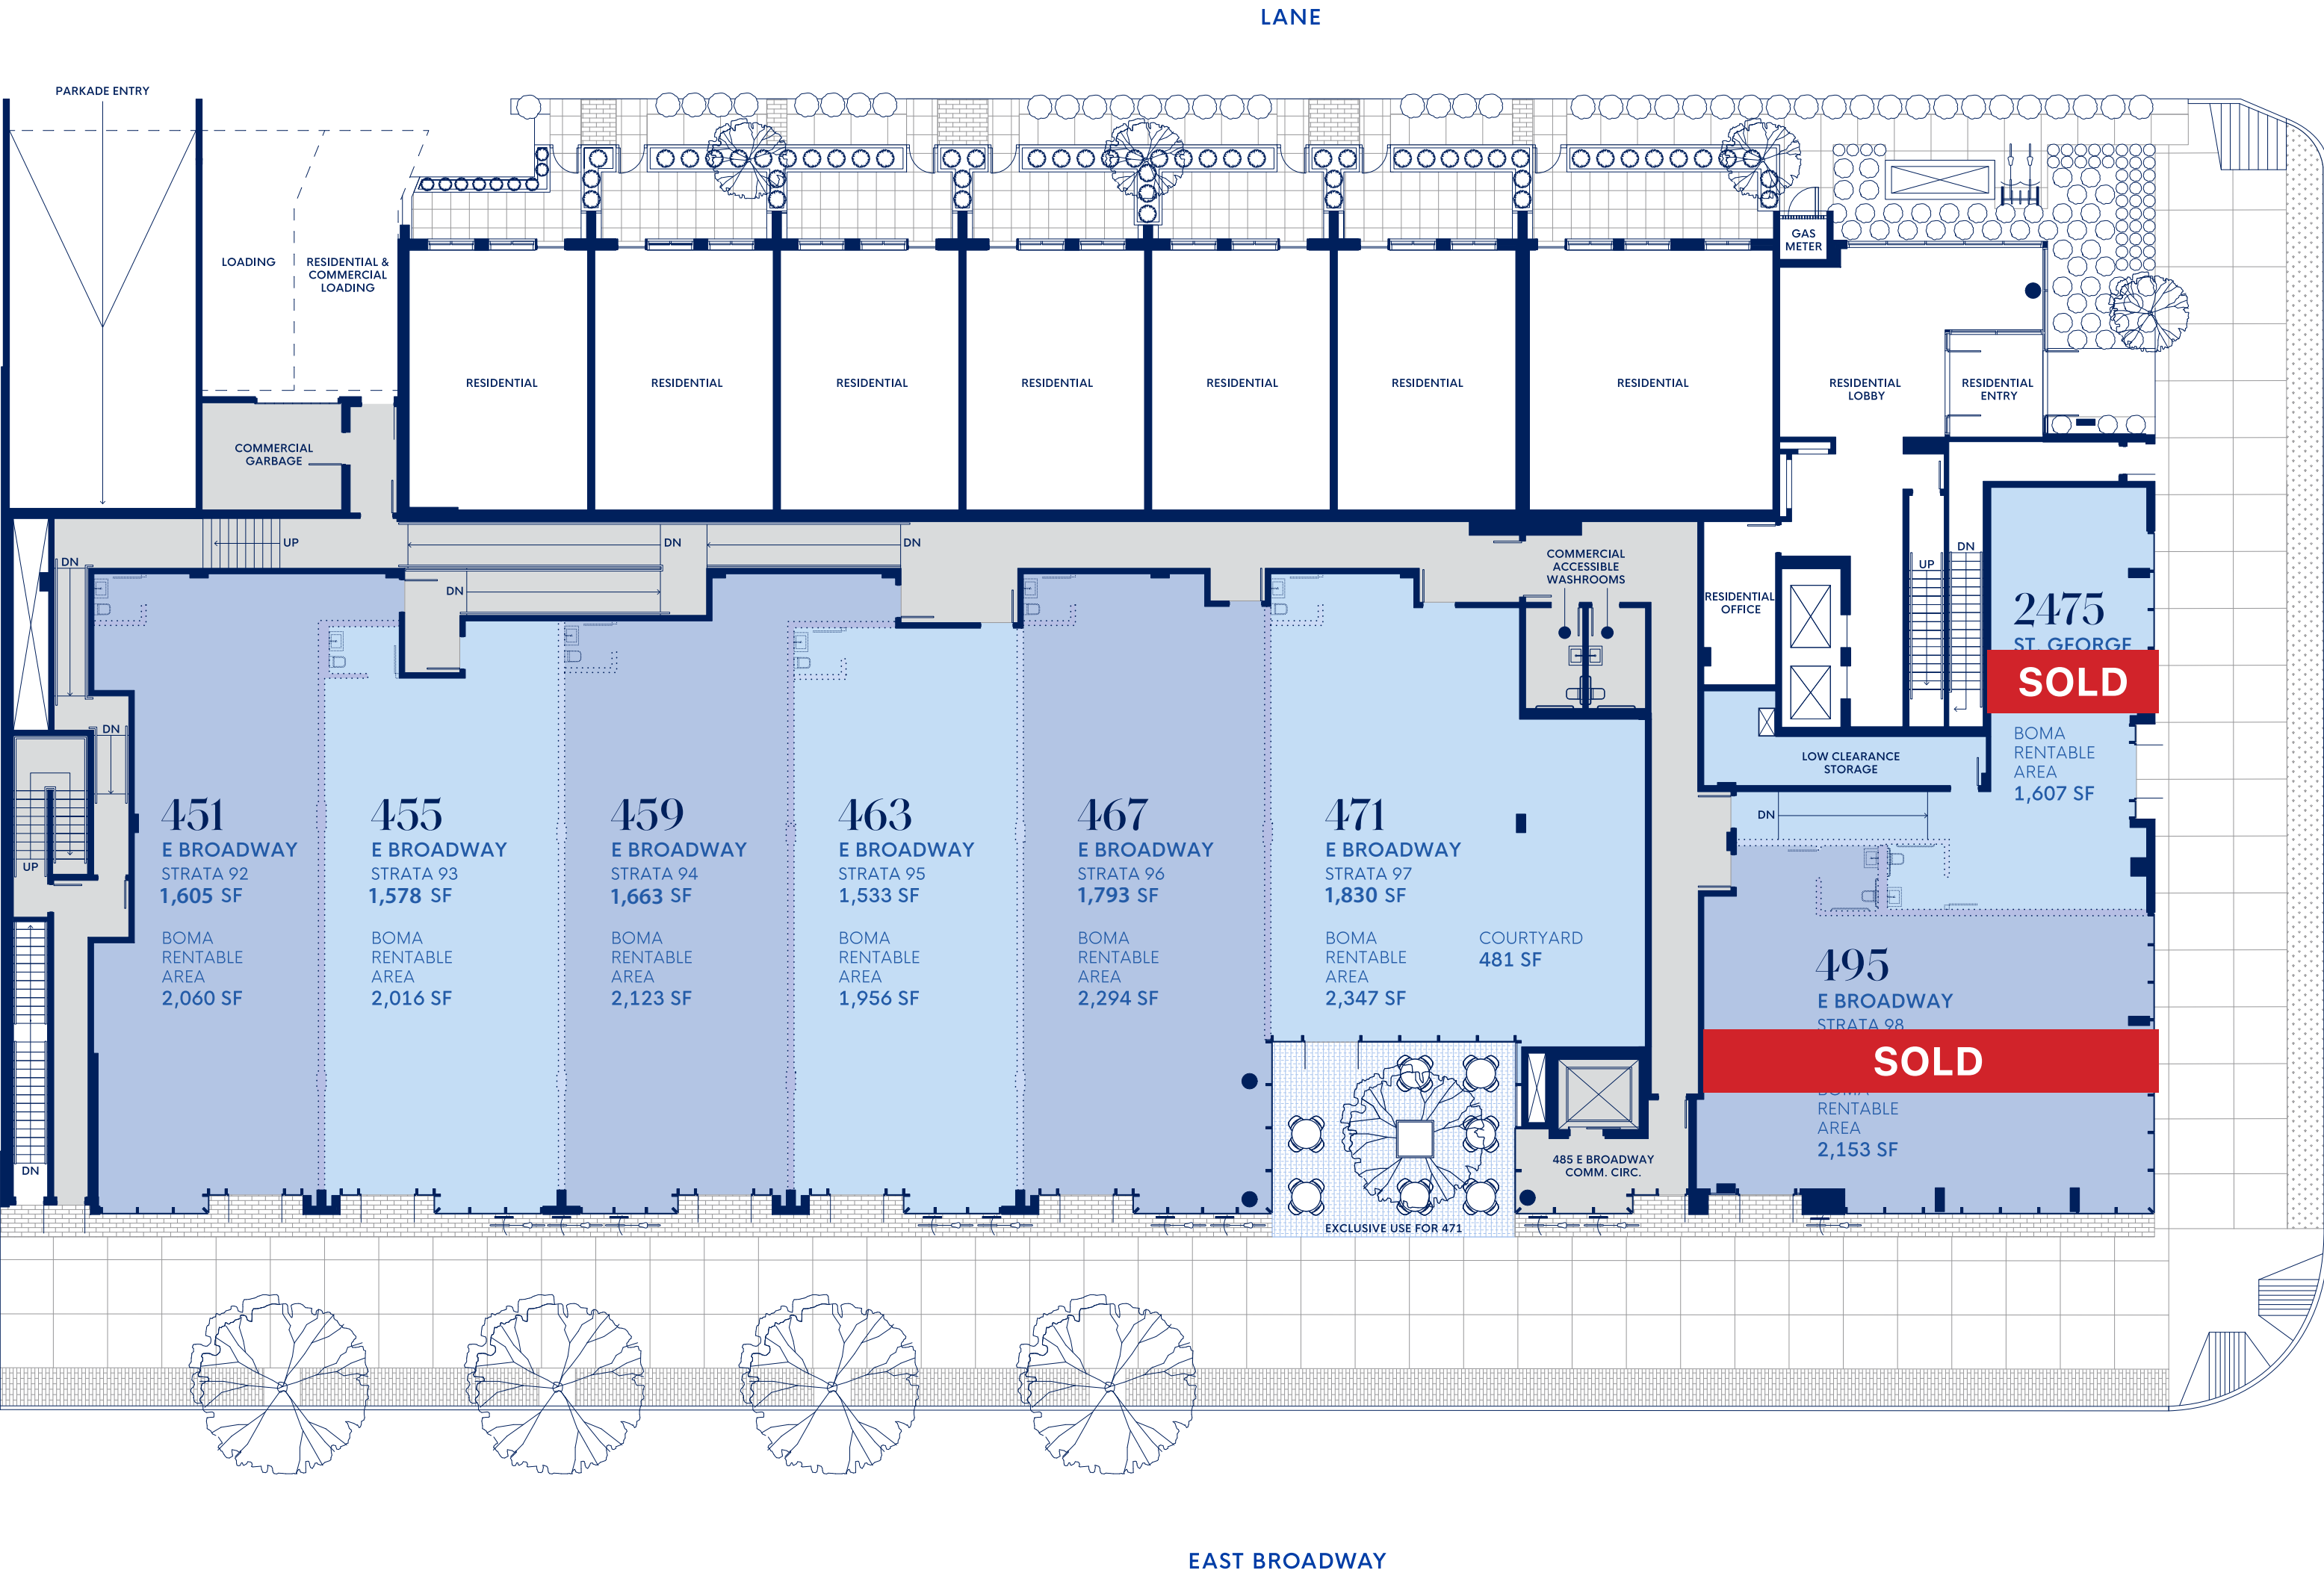 LANE
PARKADE ENTRY
LOADING
RESIDENTIAL &
COMMERCIAL
LOADING
GAS
METER
RESIDENTIAL
RESIDENTIAL
RESIDENTIAL
RESIDENTIAL
RESIDENTIAL
RESIDENTIAL
RESIDENTIAL
RESIDENTIAL
LOBBY
RESIDENTIAL
ENTRY
COMMERCIAL
GARBAGE
UP
DN
DN
DN
DN
DN
UP
DN
COMMERCIAL
ACCESSIBLE
WASHROOMS
RESIDENTIAL
OFFICE
UP
DN
LOW CLEARANCE
STORAGE
DN
2475
ST. GEORGE
SOLD
BOMA
RENTABLE
AREA
1,607 SF
451
E BROADWAY
STRATA 92
1,605 SF
BOMA
RENTABLE
AREA
2,060 SF
455
E BROADWAY
STRATA 93
1,578 SF
BOMA
RENTABLE
AREA
2,016 SF
459
E BROADWAY
STRATA 94
1,663 SF
BOMA
RENTABLE
AREA
2,123 SF
463
E BROADWAY
STRATA 95
1,533 SF
BOMA
RENTABLE
AREA
1,956 SF
467
E BROADWAY
STRATA 96
1,793 SF
BOMA
RENTABLE
AREA
2,294 SF
471
E BROADWAY
STRATA 97
1,830 SF
BOMA
RENTABLE
AREA
2,347 SF
COURTYARD
481 SF
495
E BROADWAY
STRATA 98
SOLD
BOMA
RENTABLE
AREA
2,153 SF
485 E BROADWAY
COMM. CIRC.
EXCLUSIVE USE FOR 471
EAST BROADWAY